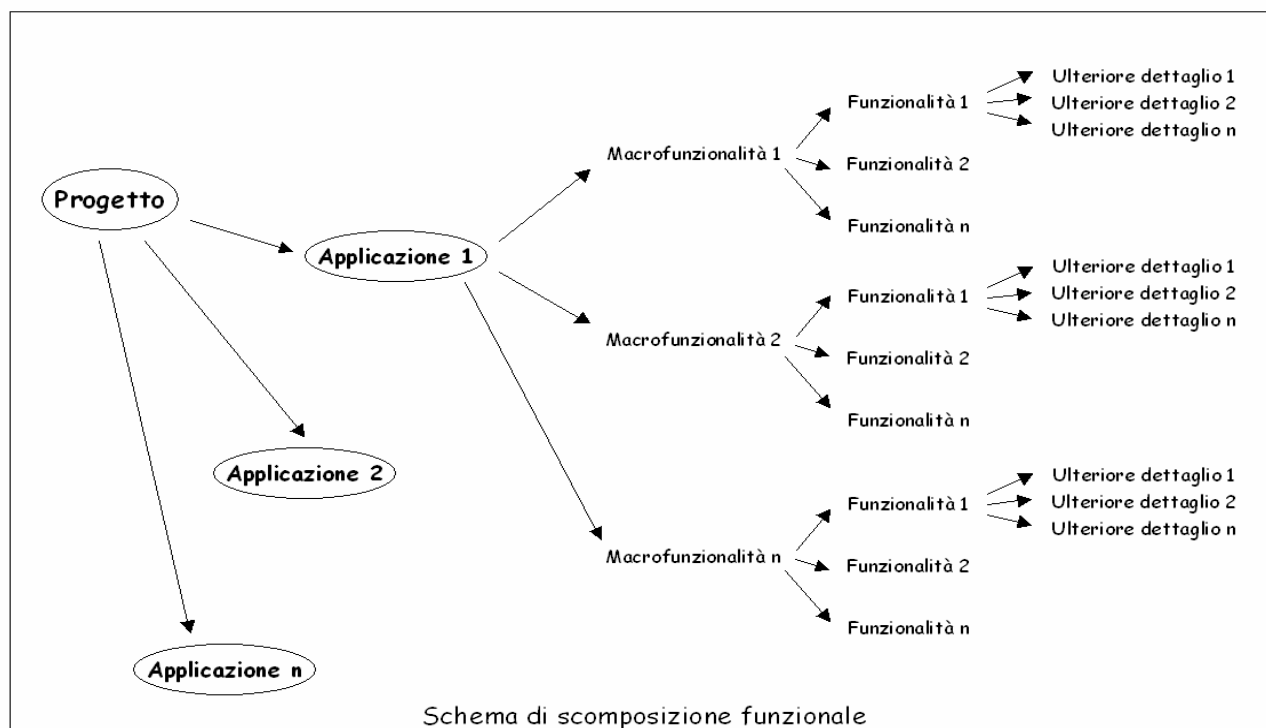 Progetto
Applicazione 1
Applicazione 2
Applicazione n
Macrofunzionalità 1
Funzionalità 1
Ulteriore dettaglio 1
Ulteriore dettaglio 2
Ulteriore dettaglio n
Funzionalità 2
Funzionalità n
Macrofunzionalità 2
Funzionalità 1
Ulteriore dettaglio 1
Ulteriore dettaglio 2
Ulteriore dettaglio n
Funzionalità 2
Funzionalità n
Macrofunzionalità n
Funzionalità 1
Ulteriore dettaglio 1
Ulteriore dettaglio 2
Ulteriore dettaglio n
Funzionalità 2
Funzionalità n
Schema di scomposizione funzionale